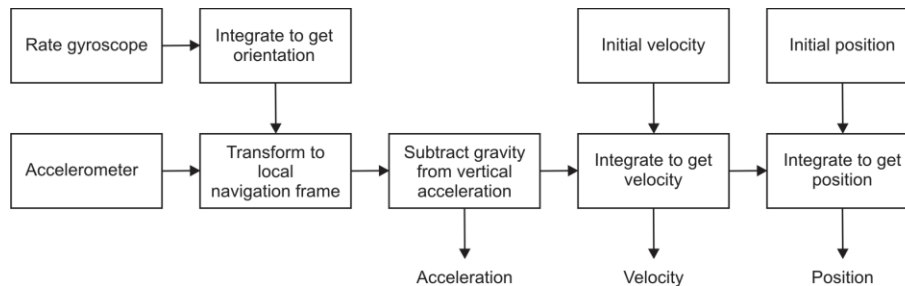 Rate gyroscope
Integrate to get
orientation
Initial velocity
Initial position
Accelerometer
Transform to
local
navigation frame
Subtract gravity
from vertical
acceleration
Integrate to get
velocity
Integrate to get
position
Acceleration
Velocity
Position